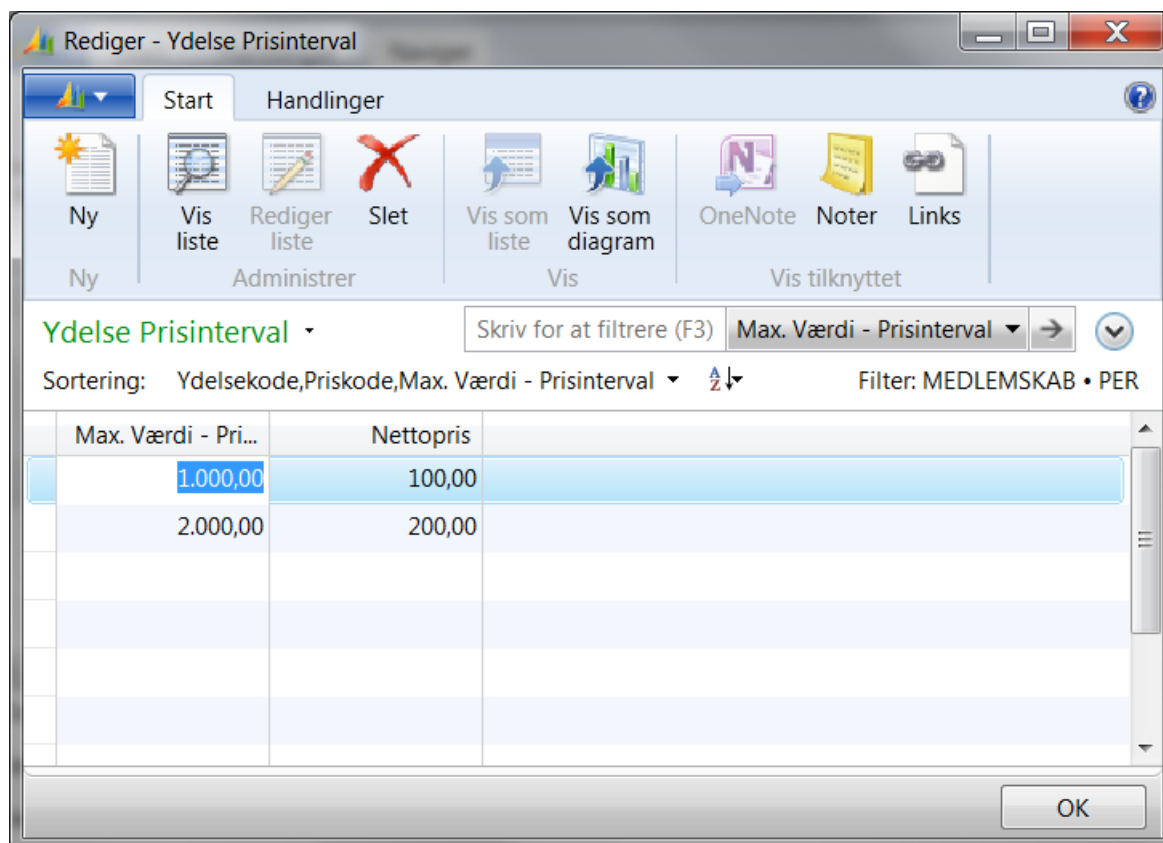 Rediger - Ydelse Prisinterval
Start Handlinger
Ny Vis liste Rediger liste Slet Vis som liste Vis som diagram OneNote Noter Links
Ny Administrer Vis Vis tilknyttet
Ydelse Prisinterval Skriv for at filtrere (F3) Max. Værdi - Prisinterval
Sortering: Ydelsekode,Priskode,Max. Værdi - Prisinterval Filter: MEDLEMSKAB • PER
Max. Værdi - Pri... Nettopris
1.000,00 100,00
2.000,00 200,00
OK